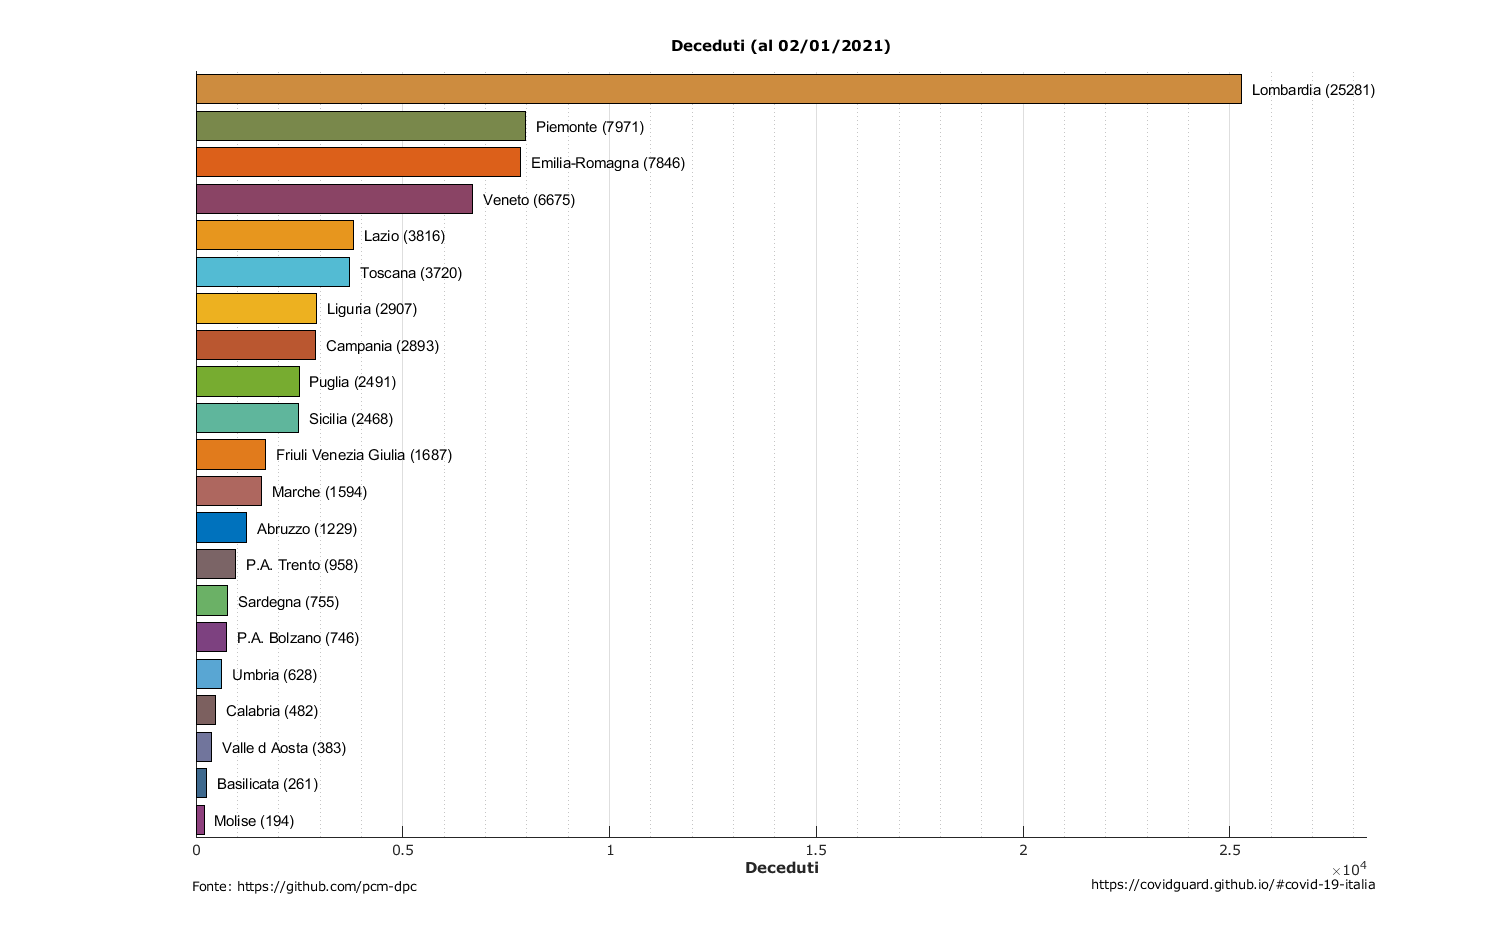 Deceduti (al 02/01/2021)
Lombardia (25281)
Piemonte (7971)
Emilia-Romagna (7846)
Veneto (6675)
Lazio (3816)
Toscana (3720)
Liguria (2907)
Campania (2893)
Puglia (2491)
Sicilia (2468)
Friuli Venezia Giulia (1687)
Marche (1594)
Abruzzo (1229)
P.A. Trento (958)
Sardegna (755)
P.A. Bolzano (746)
Umbria (628)
Calabria (482)
Valle d Aosta (383)
Basilicata (261)
Molise (194)
0 0.5 1 1.5 2 2.5
×10⁴
Deceduti
Fonte: https://github.com/pcm-dpc
https://covidguard.github.io/#covid-19-italia